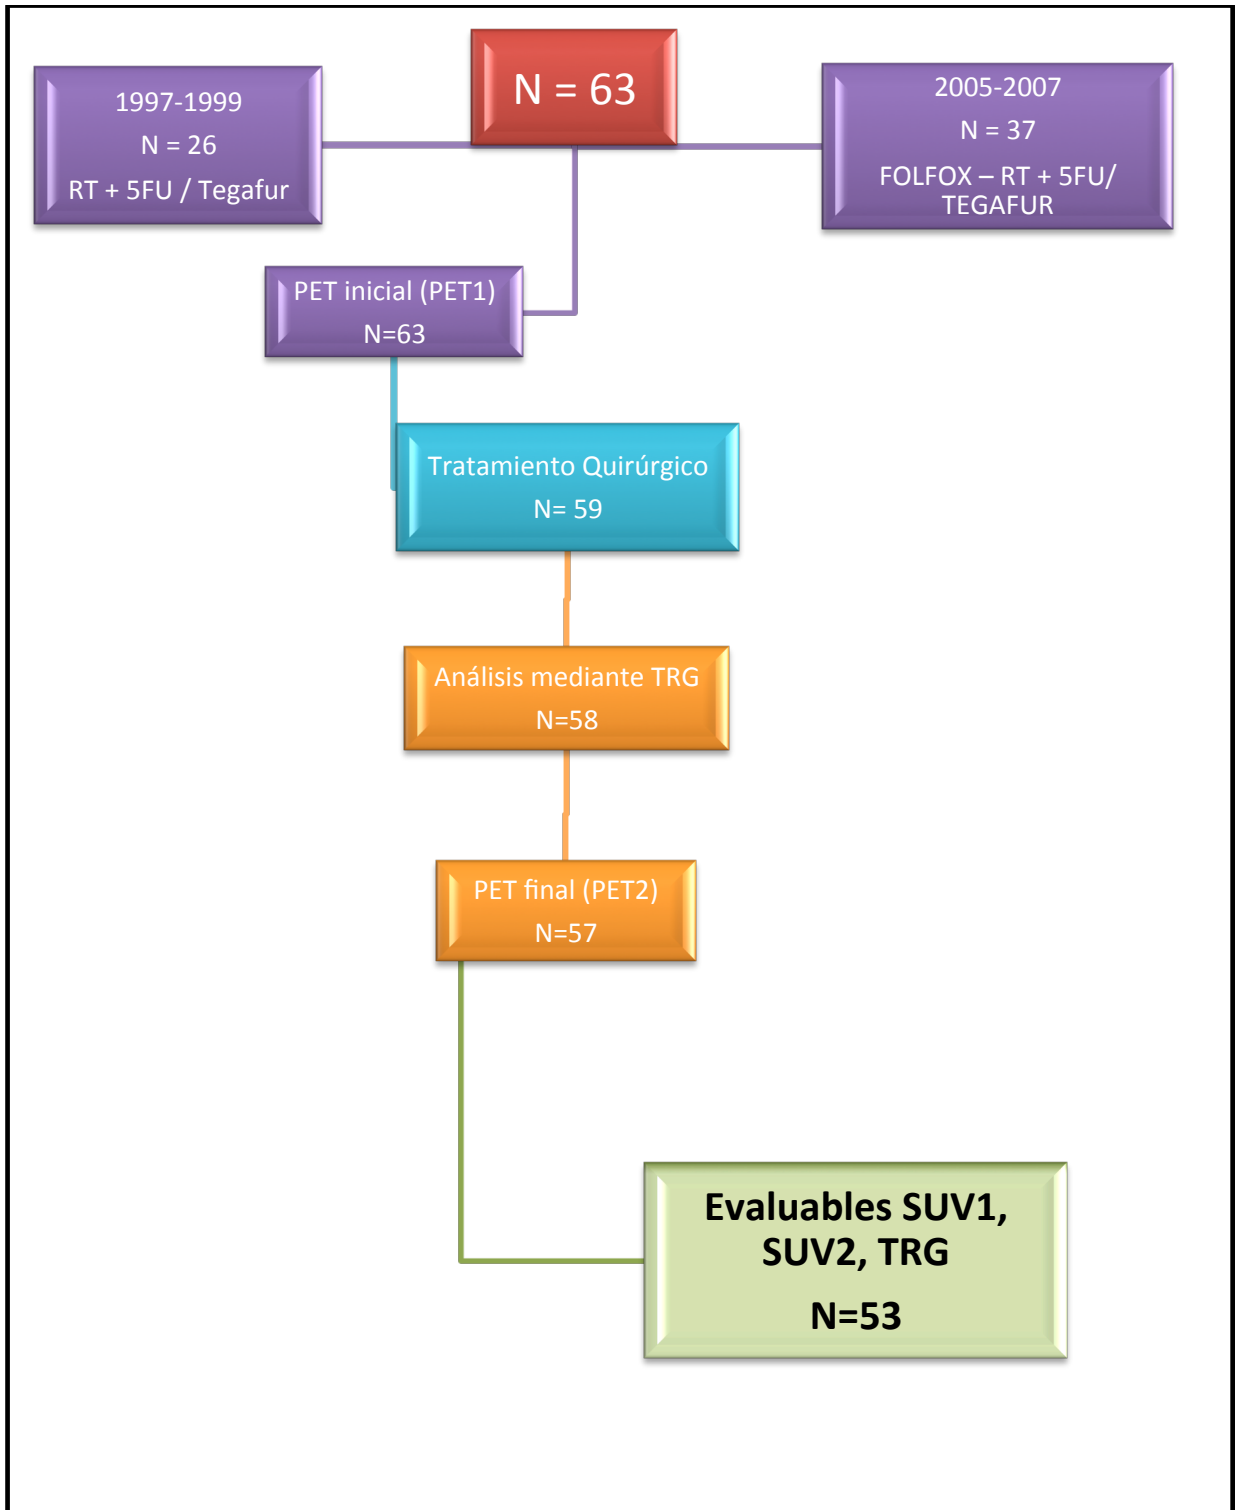 N = 63
1997-1999
N = 26
RT + 5FU / Tegafur
2005-2007
N = 37
FOLFOX – RT + 5FU/
TEGAFUR
PET inicial (PET1)
N=63
Tratamiento Quirúrgico
N= 59
Análisis mediante TRG
N=58
PET final (PET2)
N=57
Evaluables SUV1,
SUV2, TRG
N=53